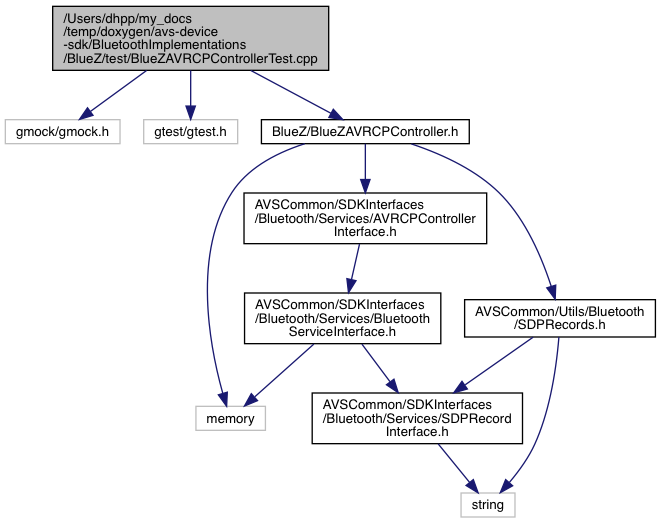 /Users/dhpp/my_docs
/temp/doxygen/avs-device
-sdk/BluetoothImplementations
/BlueZ/test/BlueZAVRCPControllerTest.cpp
gmock/gmock.h
gtest/gtest.h
BlueZ/BlueZAVRCPController.h
AVSCommon/SDKInterfaces
/Bluetooth/Services/AVRCPController
Interface.h
AVSCommon/SDKInterfaces
/Bluetooth/Services/Bluetooth
ServiceInterface.h
AVSCommon/Utils/Bluetooth
/SDPRecords.h
memory
AVSCommon/SDKInterfaces
/Bluetooth/Services/SDPRecord
Interface.h
string